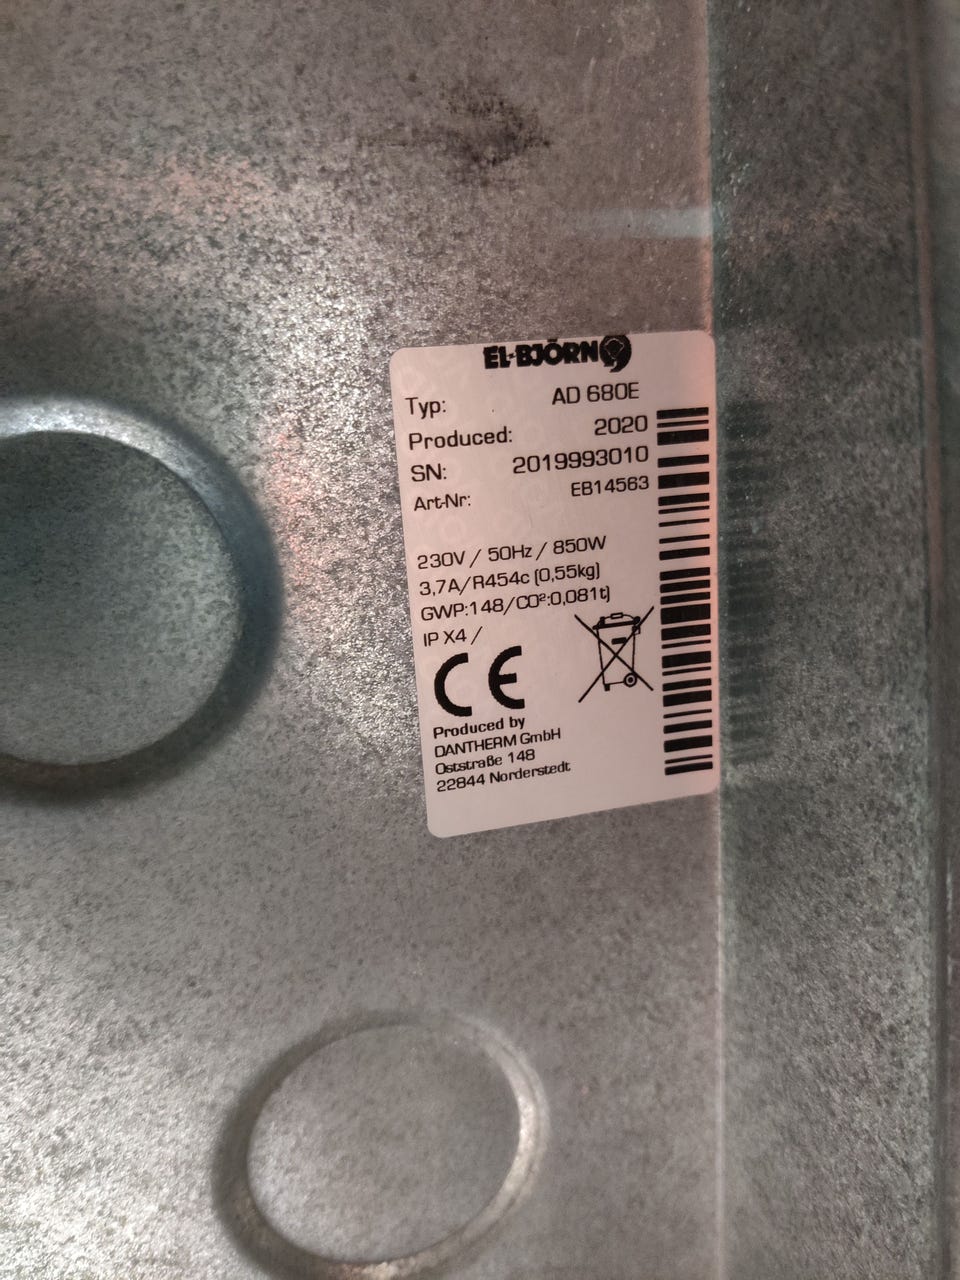 EL-BJÖRN
Typ: AD 680E
Produced: 2020
SN: 2019993010
Art-Nr: EB14563
230V / 50Hz / 850W
3,7A/R454c (0,55kg)
GWP:148/CO²:0,081t)
IP X4 /
CE
Produced by
DANTHERM GmbH
Oststraße 148
22844 Norderstedt